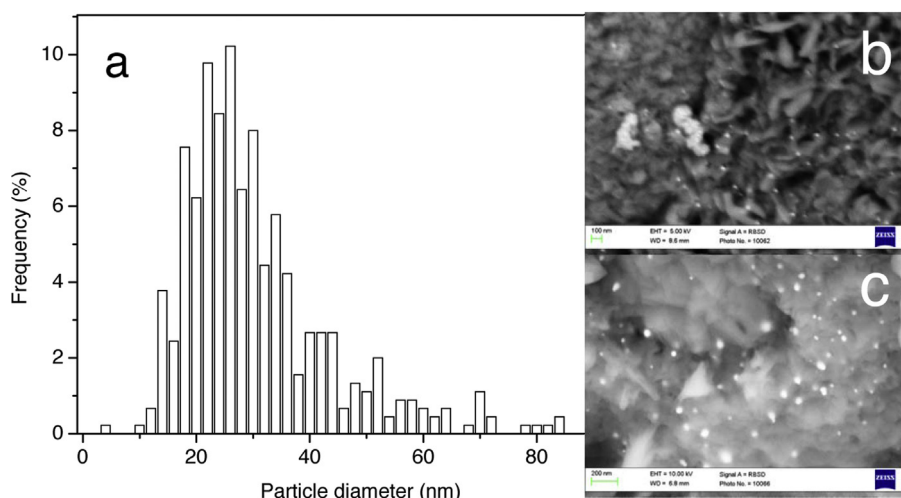 a
10
8
6
4
2
0
Frequency (%)
0 20 40 60 80
Particle diameter (nm)
b
100 nm EHT = 5.00 kV Signal A = RBSD
WD = 8.6 mm Photo No. = 10062
ZEISS
c
200 nm EHT = 10.00 kV Signal A = RBSD
WD = 6.8 mm Photo No. = 10066
ZEISS